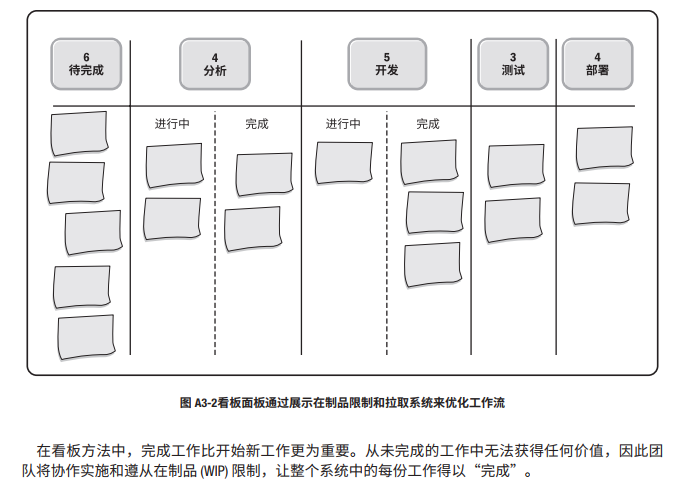 6
待完成
4
分析
5
开发
3
测试
4
部署
进行中
完成
进行中
完成
图 A3-2看板面板通过展示在制品限制和拉取系统来优化工作流
在看板方法中，完成工作比开始新工作更为重要。从未完成的工作中无法获得任何价值，因此团
队将协作实施和遵从在制品 (WIP) 限制，让整个系统中的每份工作得以“完成”。